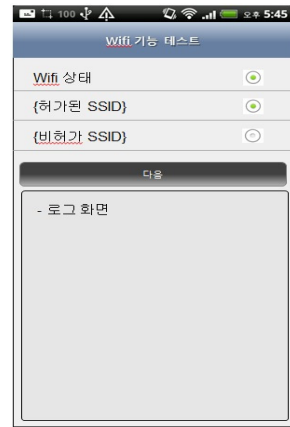 100 오후 5:45
Wifi 기능 테스트
Wifi 상태
{허가된 SSID}
{비허가 SSID}
다음
- 로그 화면